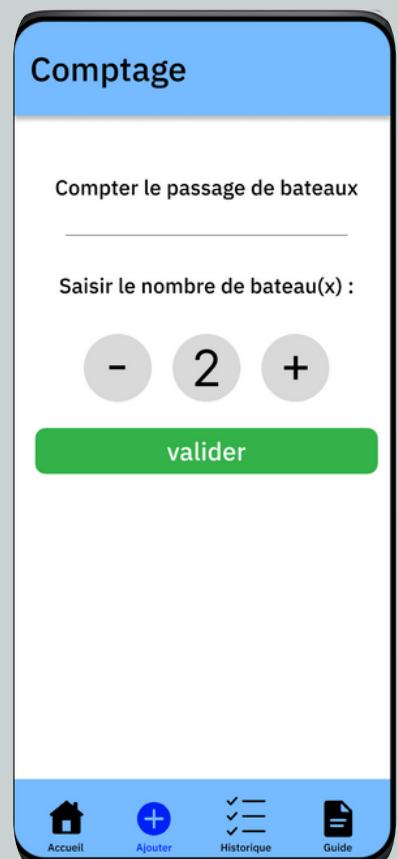 Comptage
Compter le passage de bateaux
Saisir le nombre de bateau(x) :
- 2 +
valider
Accueil Ajouter Historique Guide